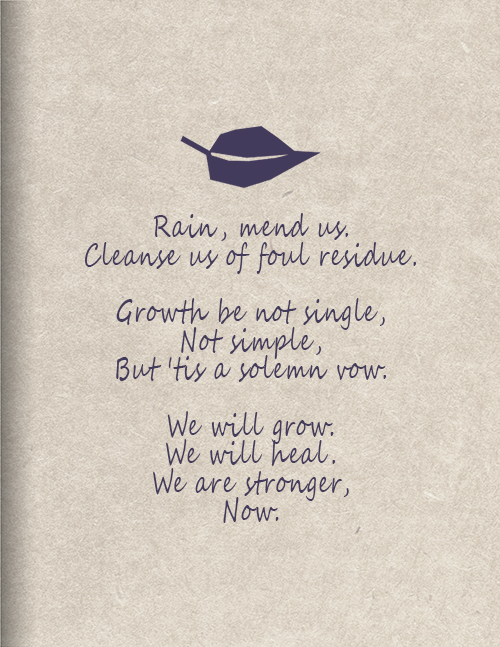 Rain, mend us.
Cleanse us of foul residue.
Growth be not single,
Not simple,
But 'tis a solemn vow.
We will grow.
We will heal.
We are stronger,
Now.